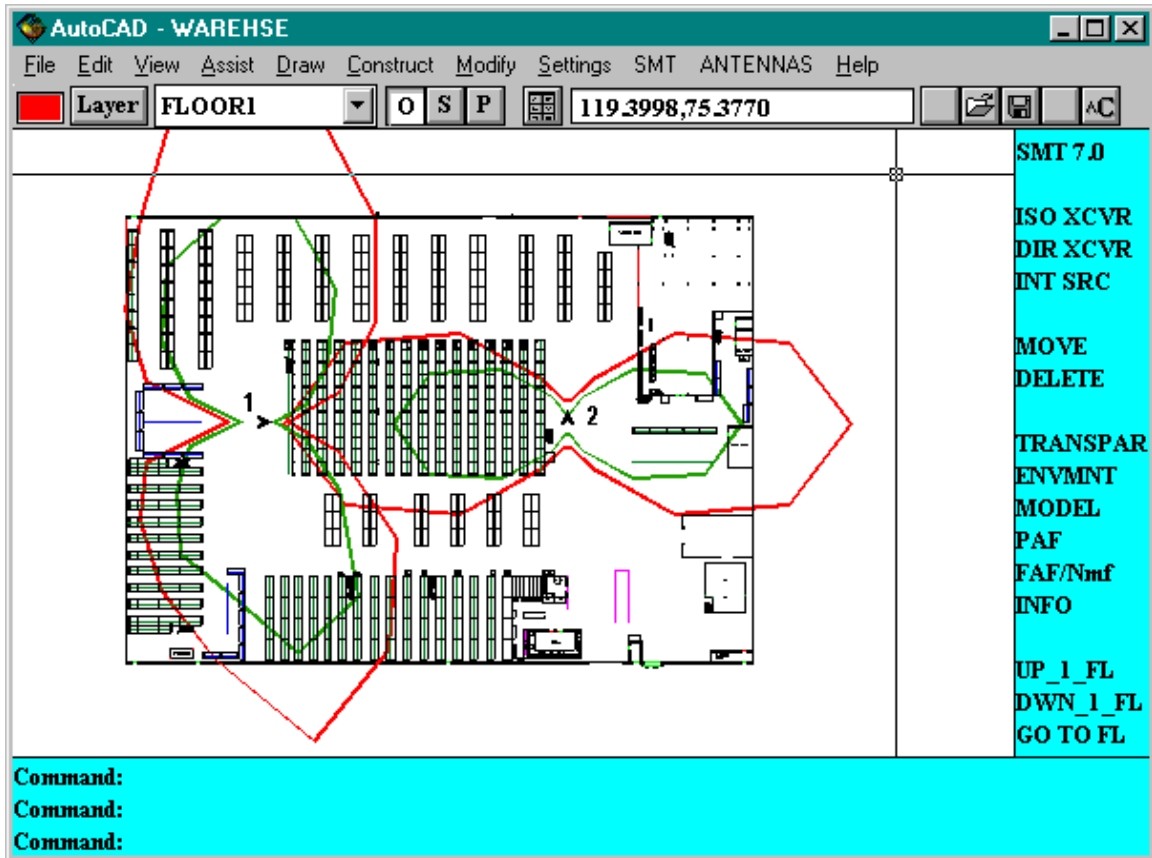 AutoCAD - WAREHSE
File Edit View Assist Draw Construct Modify Settings SMT ANTENNAS Help
Layer FLOOR1 O S P 119.3998,75.3770 ^C
SMT 7.0
ISO XCVR
DIR XCVR
INT SRC
MOVE
DELETE
1
2
TRANSPAR
ENVMNT
MODEL
PAF
FAF/Nmf
INFO
UP_1_FL
DWN_1_FL
GO TO FL
Command:
Command:
Command: